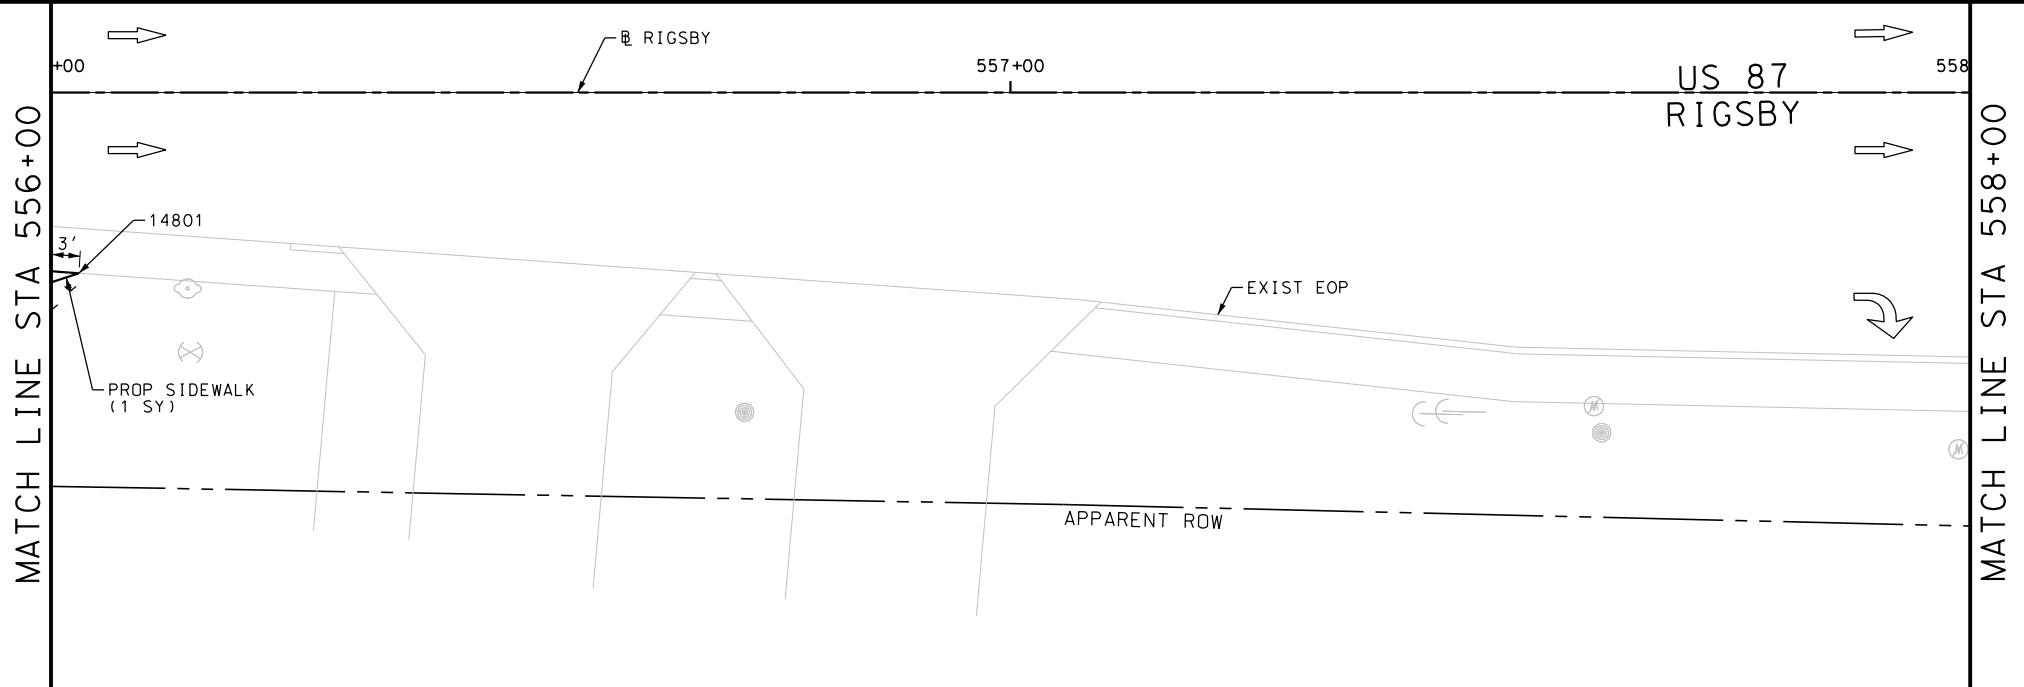 ℄ RIGSBY
+00
557+00
558
US 87
RIGSBY
MATCH LINE STA 556+00
MATCH LINE STA 558+00
14801
3'
EXIST EOP
PROP SIDEWALK
(1 SY)
APPARENT ROW